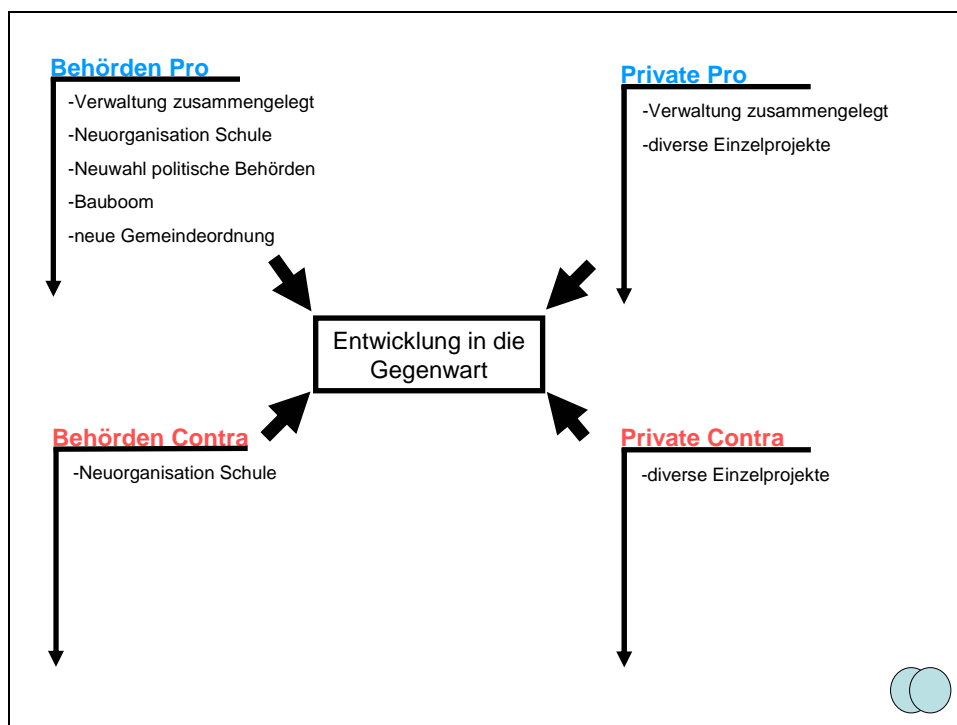 Behörden Pro
-Verwaltung zusammengelegt
-Neuorganisation Schule
-Neuwahl politische Behörden
-Bauboom
-neue Gemeindeordnung
Private Pro
-Verwaltung zusammengelegt
-diverse Einzelprojekte
Entwicklung in die
Gegenwart
Behörden Contra
-Neuorganisation Schule
Private Contra
-diverse Einzelprojekte